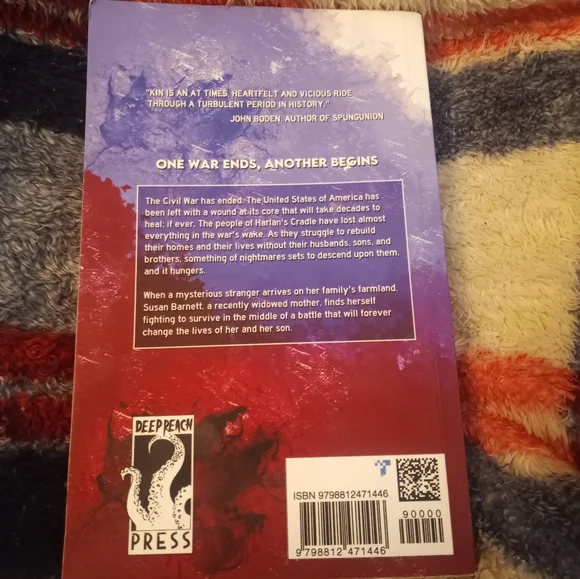 "KIN IS AN AT TIMES, HEARTFELT AND VICIOUS RIDE
THROUGH A TURBULENT PERIOD IN HISTORY."
JOHN BODEN, AUTHOR OF SPUNGUNION
ONE WAR ENDS, ANOTHER BEGINS
The Civil War has ended. The United States of America has
been left with a wound at its core that will take decades to
heal; if ever. The people of Harlan's Cradle have lost almost
everything in the war's wake. As they struggle to rebuild
their homes and their lives without their husbands, sons, and
brothers, something of nightmares sets to descend upon them,
and it hungers.
When a mysterious stranger arrives on her family's farmland,
Susan Barnett, a recently widowed mother, finds herself
fighting to survive in the middle of a battle that will forever
change the lives of her and her son.
DEEP REACH
PRESS
ISBN 9798812471446
90000
9 798812 471446